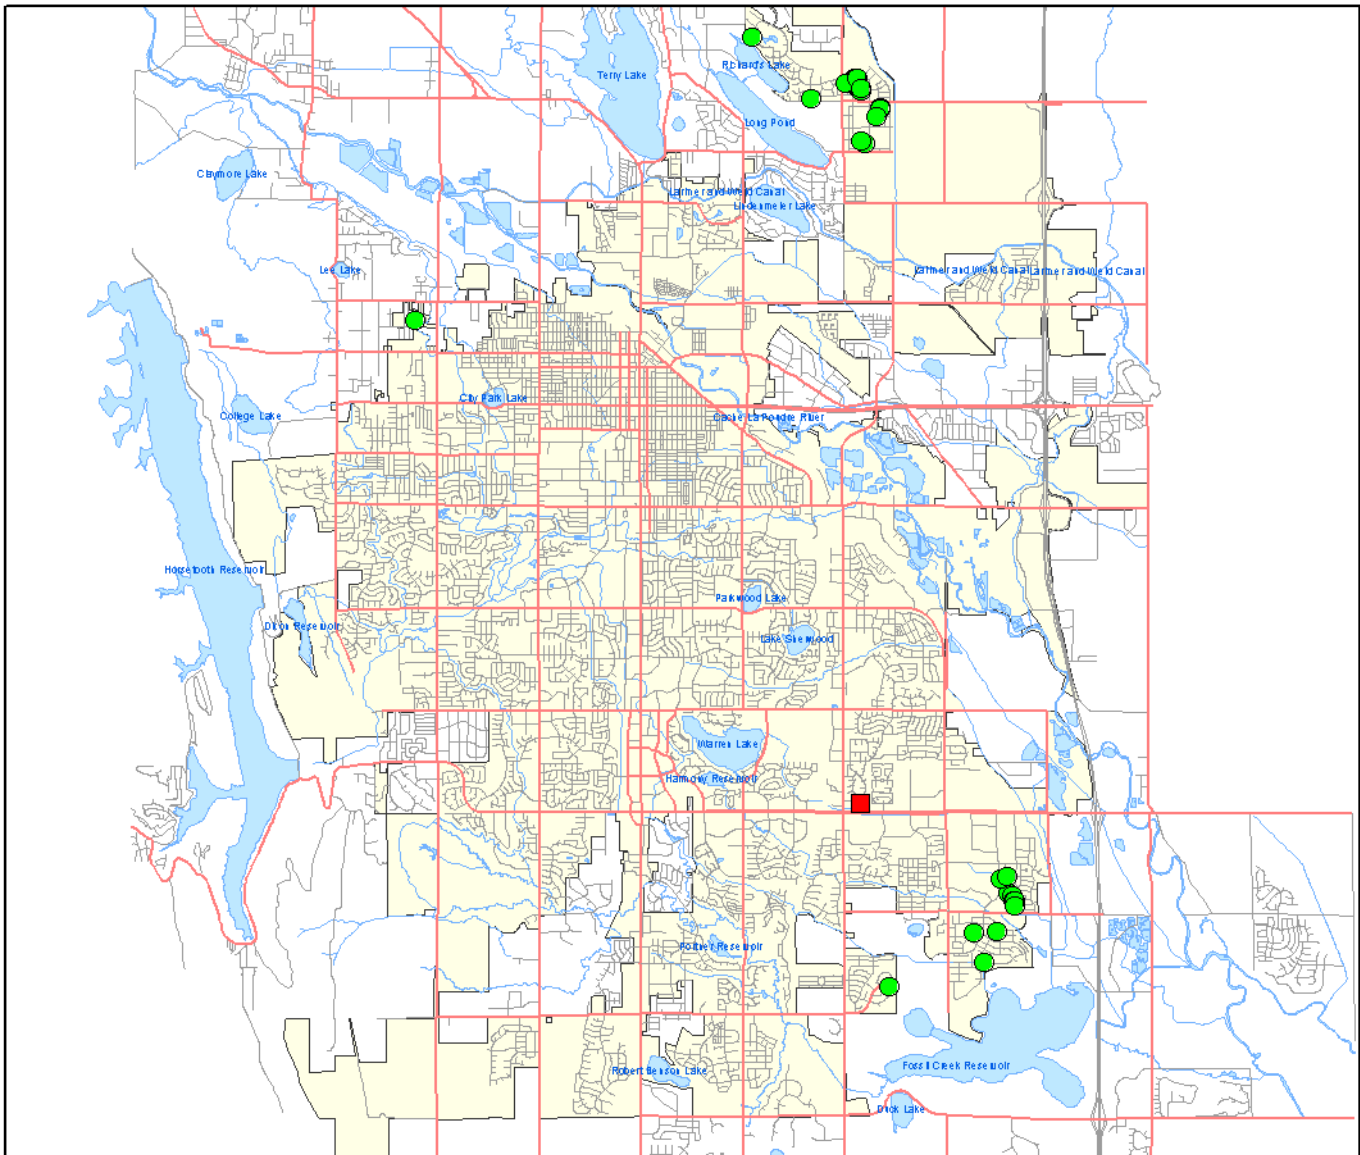 Richards Lake
Terry Lake
Long Pond
Claymore Lake
Larimer and Weld Canal
Lindenmeier Lake
Lee Lake
Larimer and Weld Canal
Larimer and Weld Canal
City Park Lake
College Lake
Cache La Poudre River
Horsetooth Reservoir
Parkwood Lake
Dixon Reservoir
Lake Sherwood
Warren Lake
Harmony Reservoir
Portner Reservoir
Fossil Creek Reservoir
Robert Benson Lake
Duck Lake